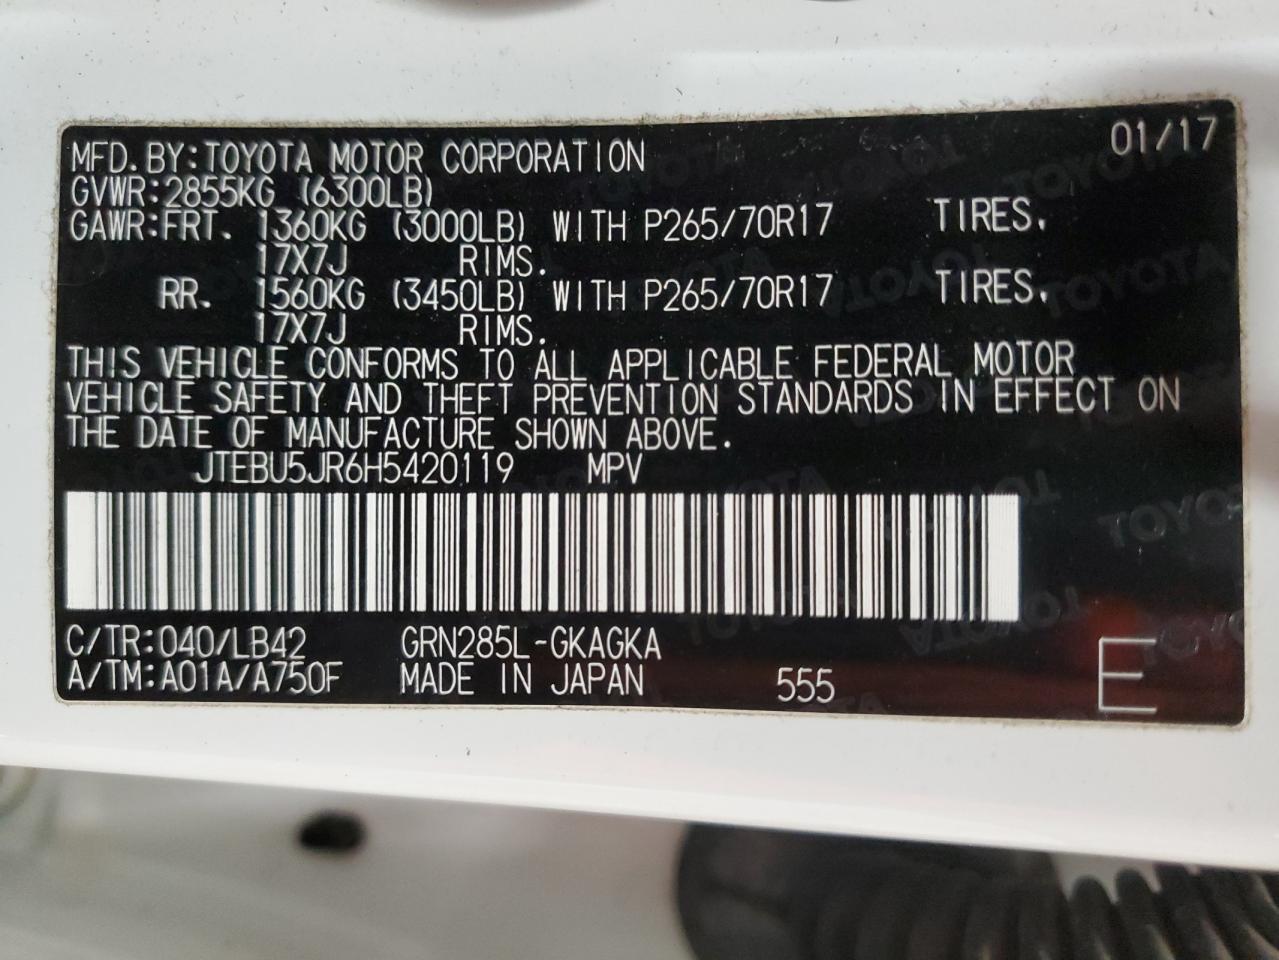 01/17
MFD.BY:TOYOTA MOTOR CORPORATION
GVWR:2855KG (6300LB)
GAWR:FRT. 1360KG (3000LB) WITH P265/70R17 TIRES.
17X7J RIMS.
RR. 1560KG (3450LB) WITH P265/70R17 TIRES.
17X7J RIMS.
THIS VEHICLE CONFORMS TO ALL APPLICABLE FEDERAL MOTOR
VEHICLE SAFETY AND THEFT PREVENTION STANDARDS IN EFFECT ON
THE DATE OF MANUFACTURE SHOWN ABOVE.
JTEBU5JR6H5420119 MPV
C/TR:040/LB42 GRN285L-GKAGKA
A/TM:A01A/A750F MADE IN JAPAN 555 E